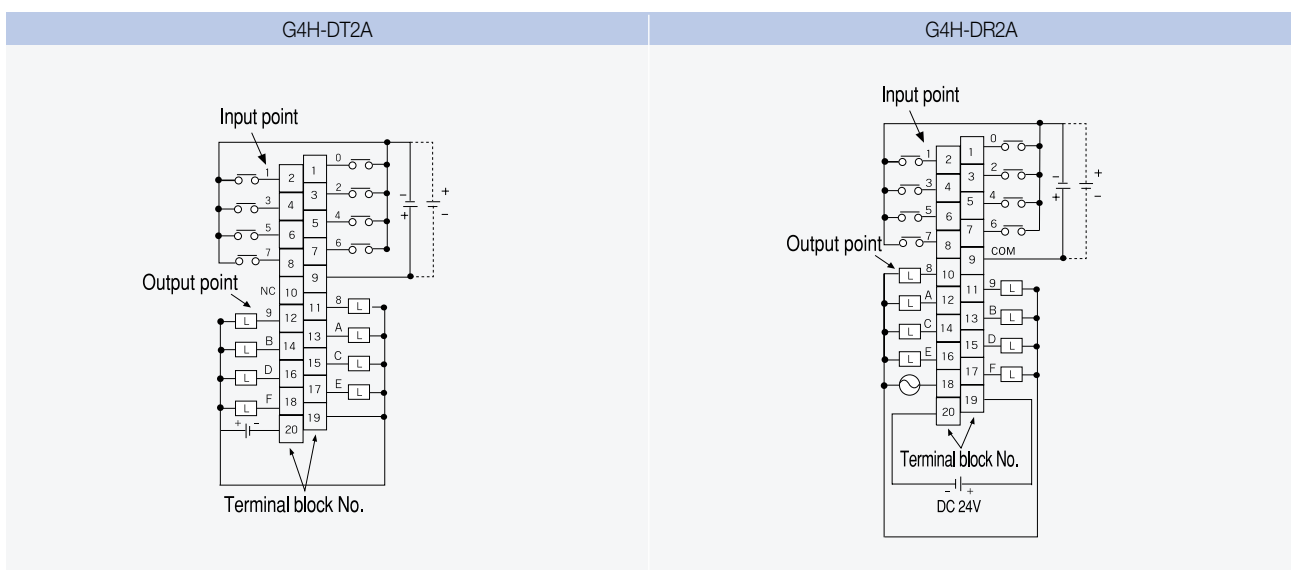 G4H-DT2A
G4H-DR2A
Input point
1 2 1 0
3 4 3 2
5 6 5 4
7 8 7 6
- + + -
NC 10 9
Output point
9 L 12 11 8 L
B L 14 13 A L
D L 16 15 C L
F L 18 17 E L
+ - 20 19
Terminal block No.
Input point
1 2 1 0
3 4 3 2
5 6 5 4
7 8 7 6
- + + -
Output point
L 8 10 9 COM
L A 12 11 9 L
L C 14 13 B L
L E 16 15 D L
18 17 F L
20 19
Terminal block No.
- +
DC 24V